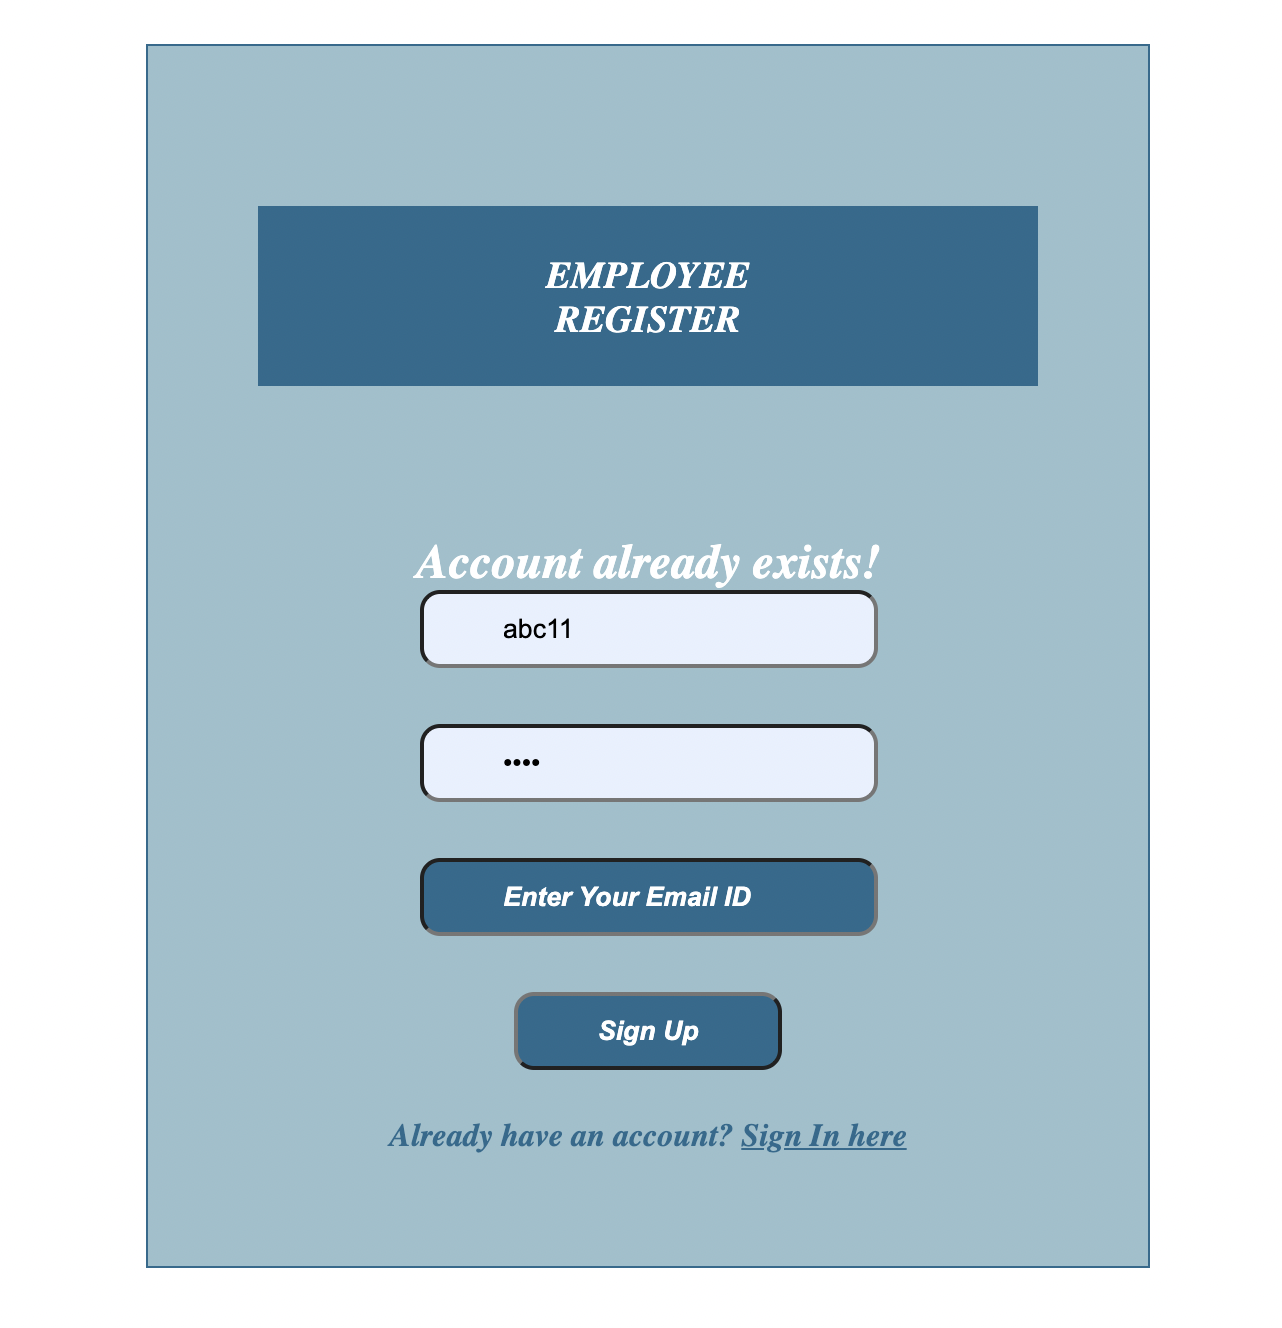 EMPLOYEE
REGISTER
Account already exists!
abc11
••••
Enter Your Email ID
Sign Up
Already have an account? Sign In here